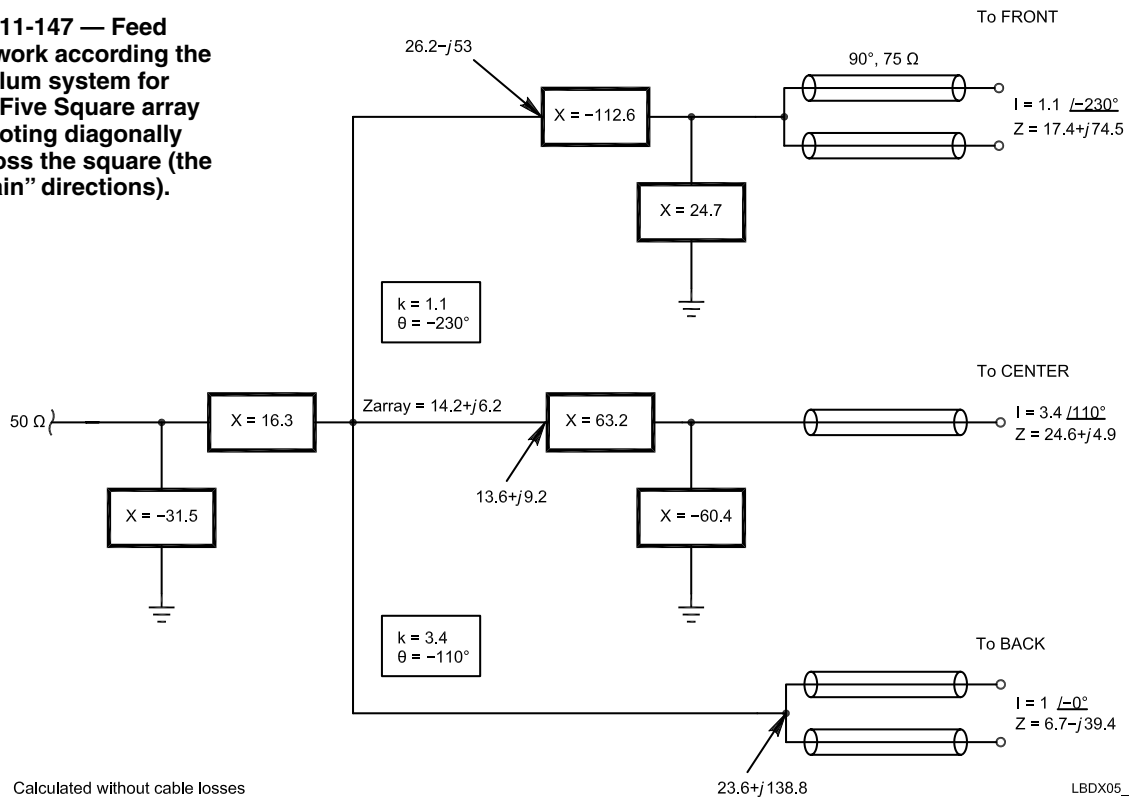 11-147 — Feed
work according the
llum system for
Five Square array
oting diagonally
oss the square (the
ain” directions).
To FRONT
26.2−j53
90°, 75 Ω
X = −112.6
I = 1.1 /−230°
Z = 17.4+j74.5
X = 24.7
k = 1.1
θ = −230°
To CENTER
50 Ω
X = 16.3
Zarray = 14.2+j6.2
X = 63.2
I = 3.4 /110°
Z = 24.6+j4.9
13.6+j9.2
X = −31.5
X = −60.4
k = 3.4
θ = −110°
To BACK
I = 1 /−0°
Z = 6.7−j39.4
23.6+j138.8
Calculated without cable losses
LBDX05_